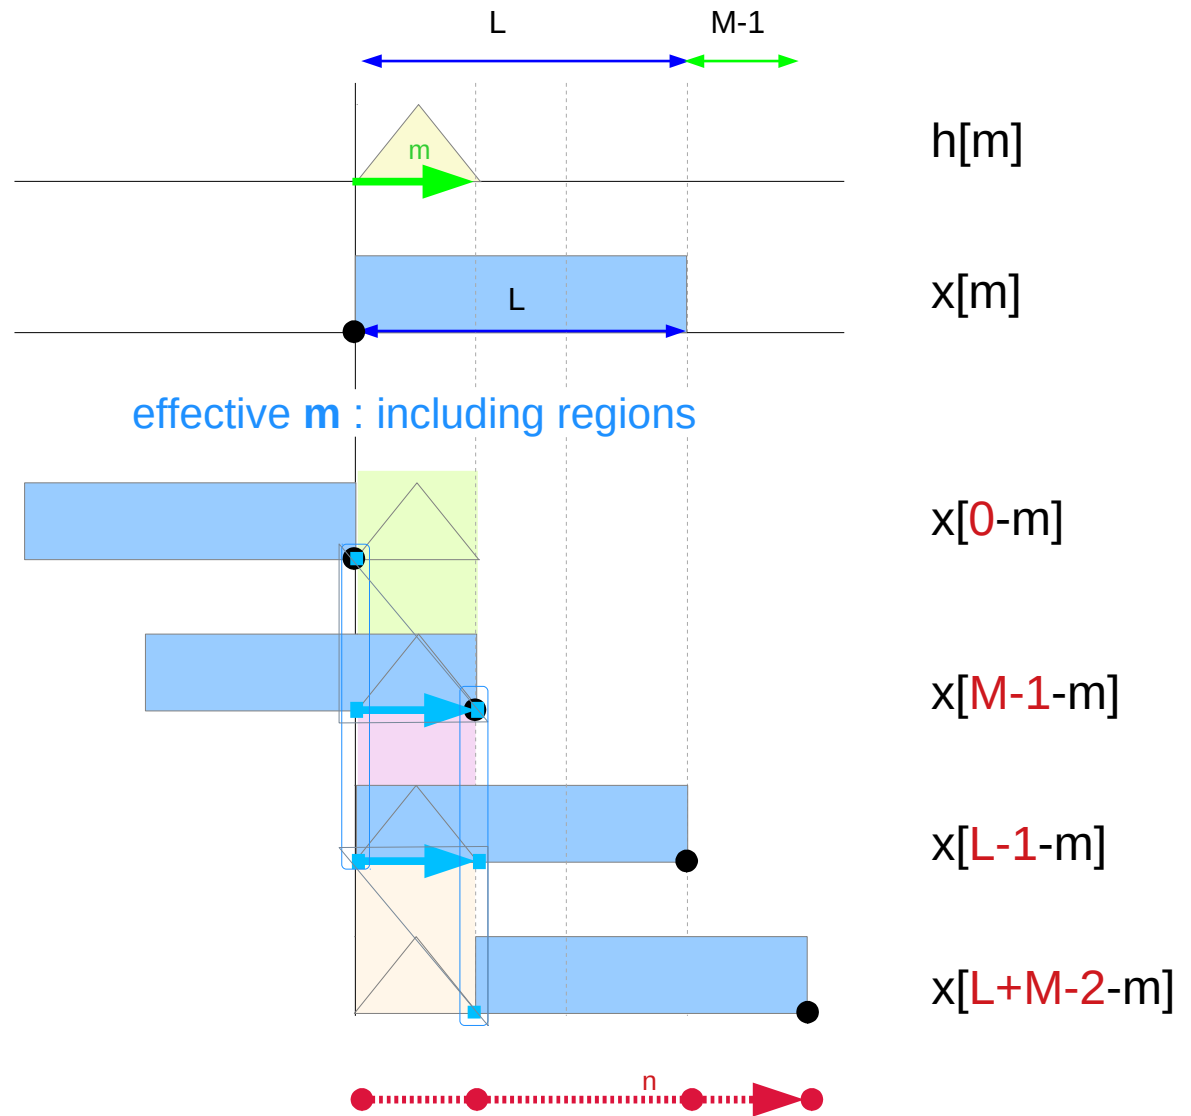 L
M-1
h[m]
m
x[m]
L
effective m : including regions
x[0-m]
x[M-1-m]
x[L-1-m]
x[L+M-2-m]
n